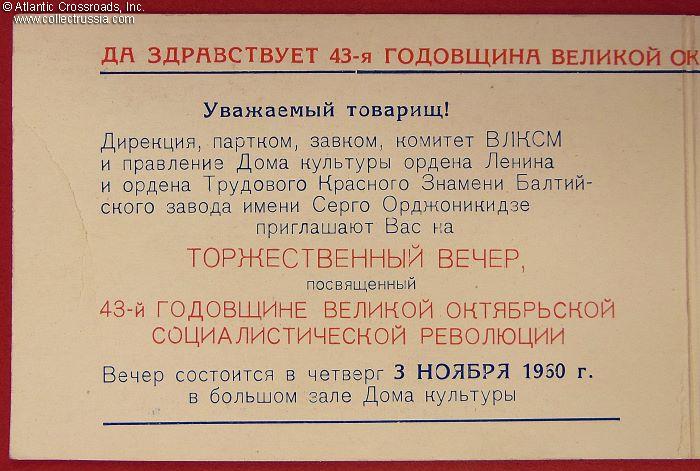 © Atlantic Crossroads, Inc.
www.collectrussia.com
ДА ЗДРАВСТВУЕТ 43-я ГОДОВЩИНА ВЕЛИКОЙ ОК
Уважаемый товарищ!
Дирекция, партком, завком, комитет ВЛКСМ
и правление Дома культуры ордена Ленина
и ордена Трудового Красного Знамени Балтий-
ского завода имени Серго Орджоникидзе
приглашают Вас на
ТОРЖЕСТВЕННЫЙ ВЕЧЕР,
посвященный
43-й ГОДОВЩИНЕ ВЕЛИКОЙ ОКТЯБРЬСКОЙ
СОЦИАЛИСТИЧЕСКОЙ РЕВОЛЮЦИИ
Вечер состоится в четверг 3 НОЯБРЯ 1960 г.
в большом зале Дома культуры